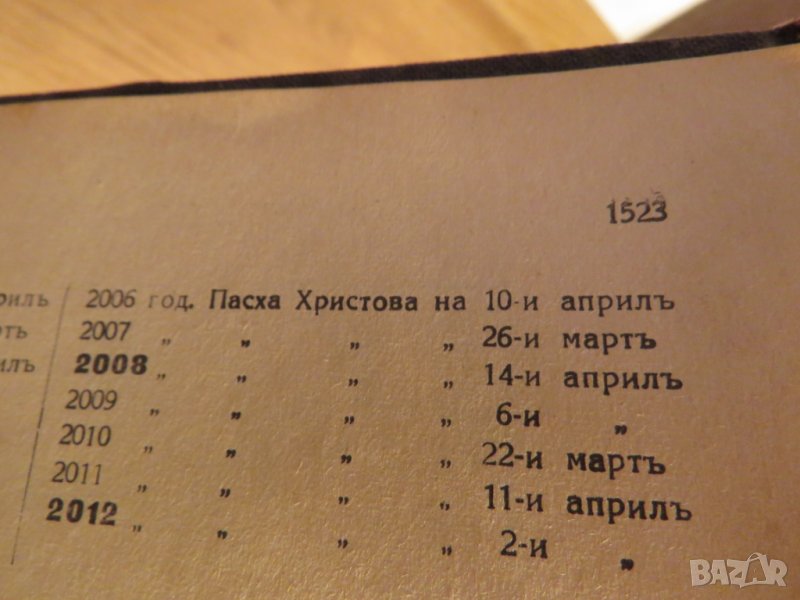 1523
рилъ 2006 год. Пасха Христова на 10-и априлъ
ртъ 2007 „ „ „ „ 26-и мартъ
илъ 2008 „ „ „ „ 14-и априлъ
2009 „ „ „ „ 6-и „
2010 „ „ „ „ 22-и мартъ
2011 „ „ „ „ 11-и априлъ
2012 „ „ „ „ 2-и „
BAZAR